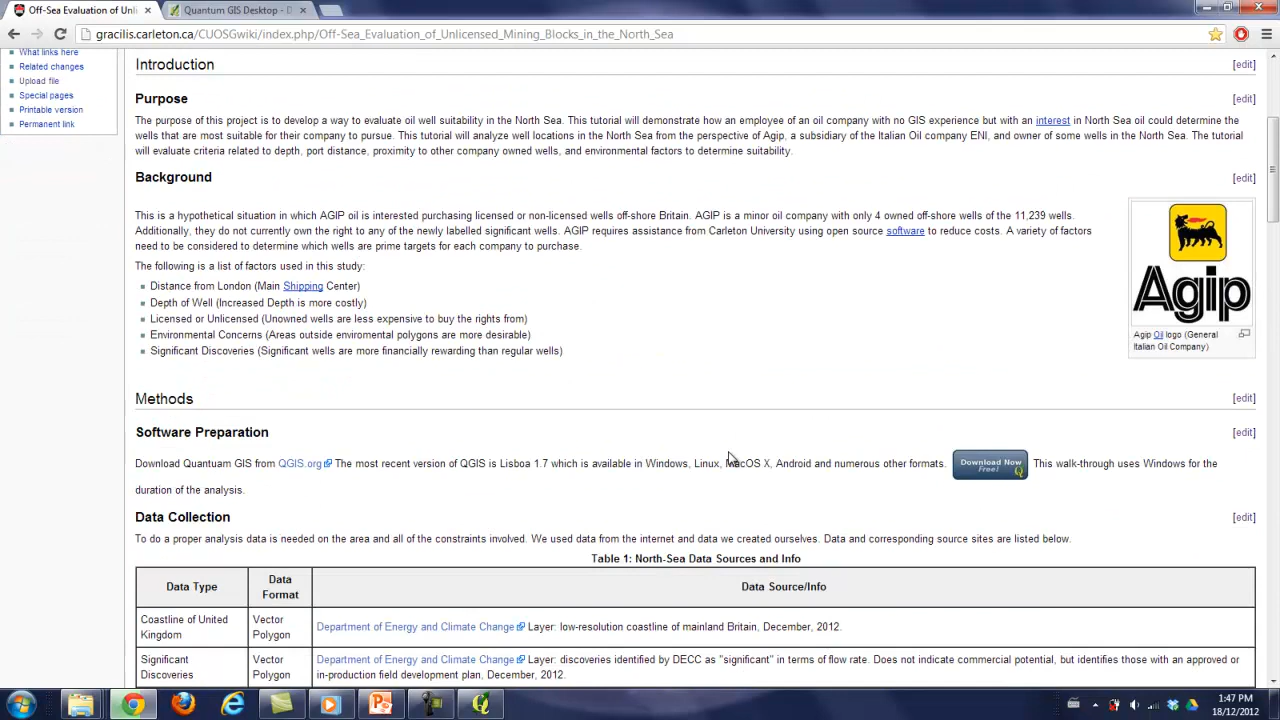 Off-Sea Evaluation of Unli
Quantum GIS Desktop - D
gracilis.carleton.ca/CUOSGwiki/index.php/Off-Sea_Evaluation_of_Unlicensed_Mining_Blocks_in_the_North_Sea
What links here
Related changes
Upload file
Special pages
Printable version
Permanent link
Introduction [edit]
Purpose [edit]
The purpose of this project is to develop a way to evaluate oil well suitability in the North Sea. This tutorial will demonstrate how an employee of an oil company with no GIS experience but with an interest in North Sea oil could determine the
wells that are most suitable for their company to pursue. This tutorial will analyze well locations in the North Sea from the perspective of Agip, a subsidiary of the Italian Oil company ENI, and owner of some wells in the North Sea. The tutorial
will evaluate criteria related to depth, port distance, proximity to other company owned wells, and environmental factors to determine suitability.
Background [edit]
This is a hypothetical situation in which AGIP oil is interested purchasing licensed or non-licensed wells off-shore Britain. AGIP is a minor oil company with only 4 owned off-shore wells of the 11,239 wells.
Additionally, they do not currently own the right to any of the newly labelled significant wells. AGIP requires assistance from Carleton University using open source software to reduce costs. A variety of factors
need to be considered to determine which wells are prime targets for each company to purchase.
The following is a list of factors used in this study:
Distance from London (Main Shipping Center)
Depth of Well (Increased Depth is more costly)
Licensed or Unlicensed (Unowned wells are less expensive to buy the rights from)
Environmental Concerns (Areas outside enviromental polygons are more desirable)
Significant Discoveries (Significant wells are more financially rewarding than regular wells)
Agip
Agip Oil logo (General
Italian Oil Company)
Methods [edit]
Software Preparation [edit]
Download Quantuam GIS from QGIS.org The most recent version of QGIS is Lisboa 1.7 which is available in Windows, Linux, MacOS X, Android and numerous other formats. Download Now Free! This walk-through uses Windows for the
duration of the analysis.
Data Collection [edit]
To do a proper analysis data is needed on the area and all of the constraints involved. We used data from the internet and data we created ourselves. Data and corresponding source sites are listed below.
Table 1: North-Sea Data Sources and Info
Data Type Data Format Data Source/Info
Coastline of United Kingdom Vector Polygon Department of Energy and Climate Change Layer: low-resolution coastline of mainland Britain, December, 2012.
Significant Discoveries Vector Polygon Department of Energy and Climate Change Layer: discoveries identified by DECC as "significant" in terms of flow rate. Does not indicate commercial potential, but identifies those with an approved or
in-production field development plan, December, 2012.
1:47 PM
18/12/2012